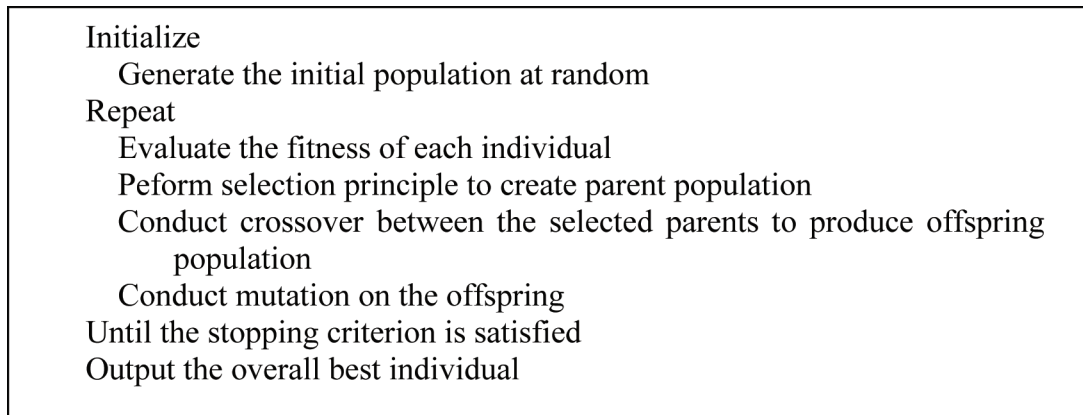 Initialize
Generate the initial population at random
Repeat
Evaluate the fitness of each individual
Peform selection principle to create parent population
Conduct crossover between the selected parents to produce offspring
population
Conduct mutation on the offspring
Until the stopping criterion is satisfied
Output the overall best individual